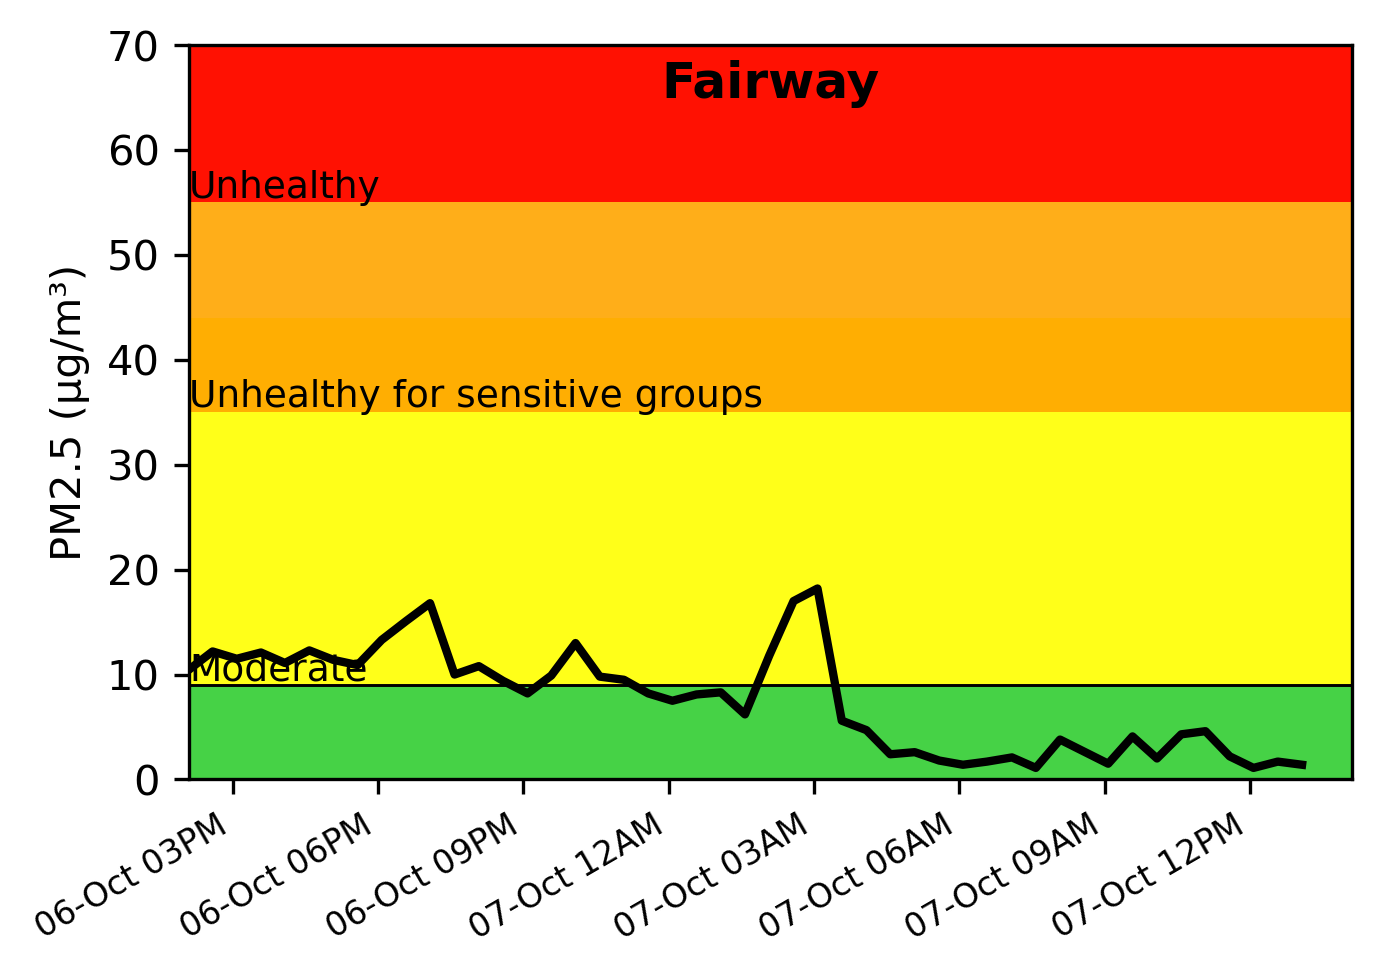 Fairway
70
60
50
40
30
20
10
0
PM2.5 (µg/m³)
Unhealthy
Unhealthy for sensitive groups
Moderate
06-Oct 03PM
06-Oct 06PM
06-Oct 09PM
07-Oct 12AM
07-Oct 03AM
07-Oct 06AM
07-Oct 09AM
07-Oct 12PM